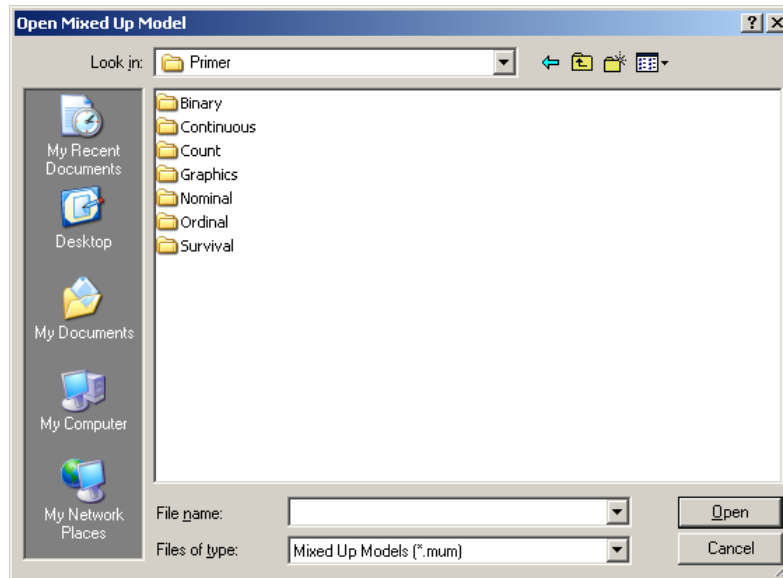 Open Mixed Up Model
Look in: Primer
My Recent
Documents
Desktop
My Documents
My Computer
My Network
Places
Binary
Continuous
Count
Graphics
Nominal
Ordinal
Survival
File name:
Open
Files of type: Mixed Up Models (*.mum)
Cancel